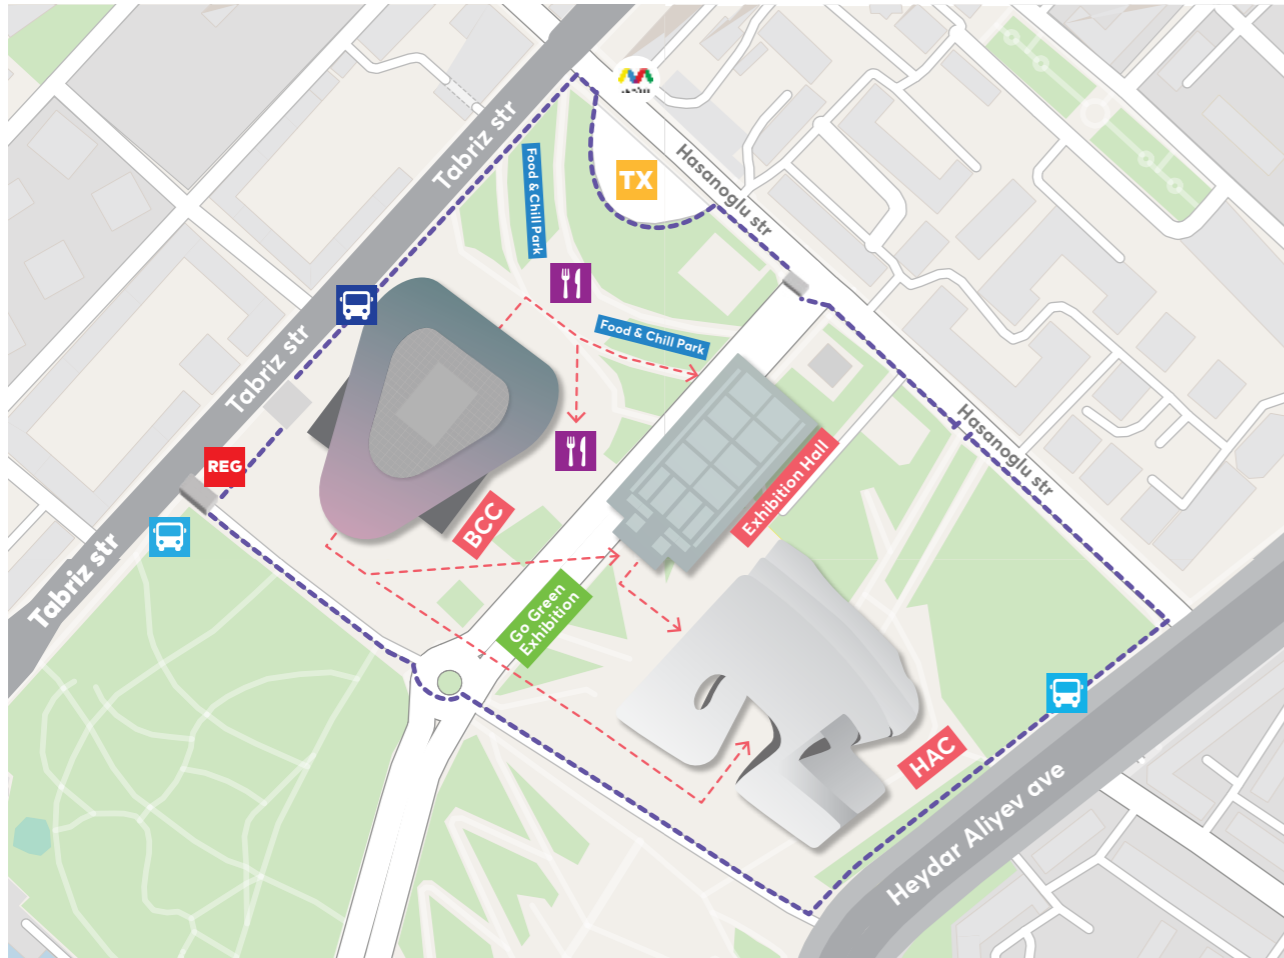 Tabriz str
Hasanoglu str
TX
Food & Chill Park
Food & Chill Park
Tabriz str
Hasanoglu str
REG
Exhibition Hall
BCC
Tabriz str
Go Green
Exhibition
HAC
Heydar Aliyev ave